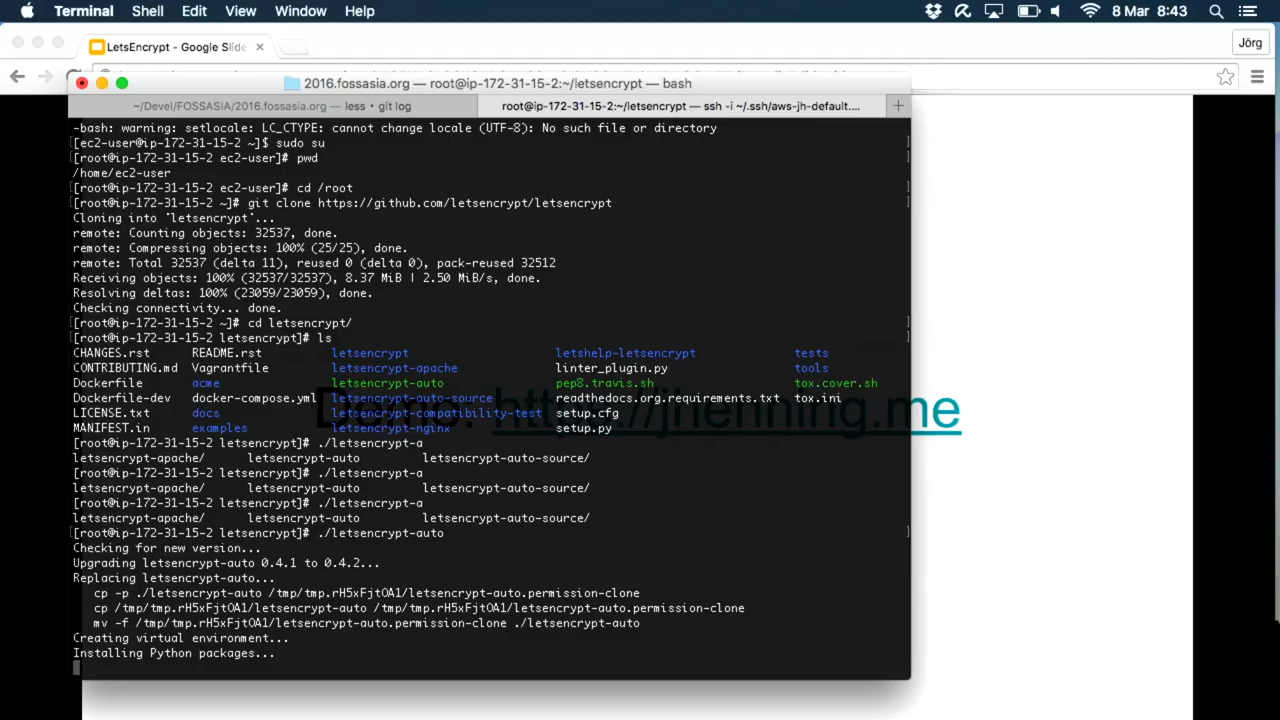 Terminal Shell Edit View Window Help 8 Mar 8:43
LetsEncrypt - Google Slide Jörg
2016.fossasia.org — root@ip-172-31-15-2:~/letsencrypt — bash
~/Devel/FOSSASIA/2016.fossasia.org — less • git log root@ip-172-31-15-2:~/letsencrypt — ssh -i ~/.ssh/aws-jh-default....
-bash: warning: setlocale: LC_CTYPE: cannot change locale (UTF-8): No such file or directory
[ec2-user@ip-172-31-15-2 ~]$ sudo su
[root@ip-172-31-15-2 ec2-user]# pwd
/home/ec2-user
[root@ip-172-31-15-2 ec2-user]# cd /root
[root@ip-172-31-15-2 ~]# git clone https://github.com/letsencrypt/letsencrypt
Cloning into 'letsencrypt'...
remote: Counting objects: 32537, done.
remote: Compressing objects: 100% (25/25), done.
remote: Total 32537 (delta 11), reused 0 (delta 0), pack-reused 32512
Receiving objects: 100% (32537/32537), 8.37 MiB | 2.50 MiB/s, done.
Resolving deltas: 100% (23059/23059), done.
Checking connectivity... done.
[root@ip-172-31-15-2 ~]# cd letsencrypt/
[root@ip-172-31-15-2 letsencrypt]# ls
CHANGES.rst README.rst letsencrypt letshelp-letsencrypt tests
CONTRIBUTING.md Vagrantfile letsencrypt-apache linter_plugin.py tools
Dockerfile acme letsencrypt-auto pep8.travis.sh tox.cover.sh
Dockerfile-dev docker-compose.yml letsencrypt-auto-source readthedocs.org.requirements.txt tox.ini
LICENSE.txt docs letsencrypt-compatibility-test setup.cfg
MANIFEST.in examples letsencrypt-nginx setup.py
Demo: https://jhenning.me
[root@ip-172-31-15-2 letsencrypt]# ./letsencrypt-a
letsencrypt-apache/ letsencrypt-auto letsencrypt-auto-source/
[root@ip-172-31-15-2 letsencrypt]# ./letsencrypt-a
letsencrypt-apache/ letsencrypt-auto letsencrypt-auto-source/
[root@ip-172-31-15-2 letsencrypt]# ./letsencrypt-a
letsencrypt-apache/ letsencrypt-auto letsencrypt-auto-source/
[root@ip-172-31-15-2 letsencrypt]# ./letsencrypt-auto
Checking for new version...
Upgrading letsencrypt-auto 0.4.1 to 0.4.2...
Replacing letsencrypt-auto...
cp -p ./letsencrypt-auto /tmp/tmp.rH5xFjtOA1/letsencrypt-auto.permission-clone
cp /tmp/tmp.rH5xFjtOA1/letsencrypt-auto /tmp/tmp.rH5xFjtOA1/letsencrypt-auto.permission-clone
mv -f /tmp/tmp.rH5xFjtOA1/letsencrypt-auto.permission-clone ./letsencrypt-auto
Creating virtual environment...
Installing Python packages...